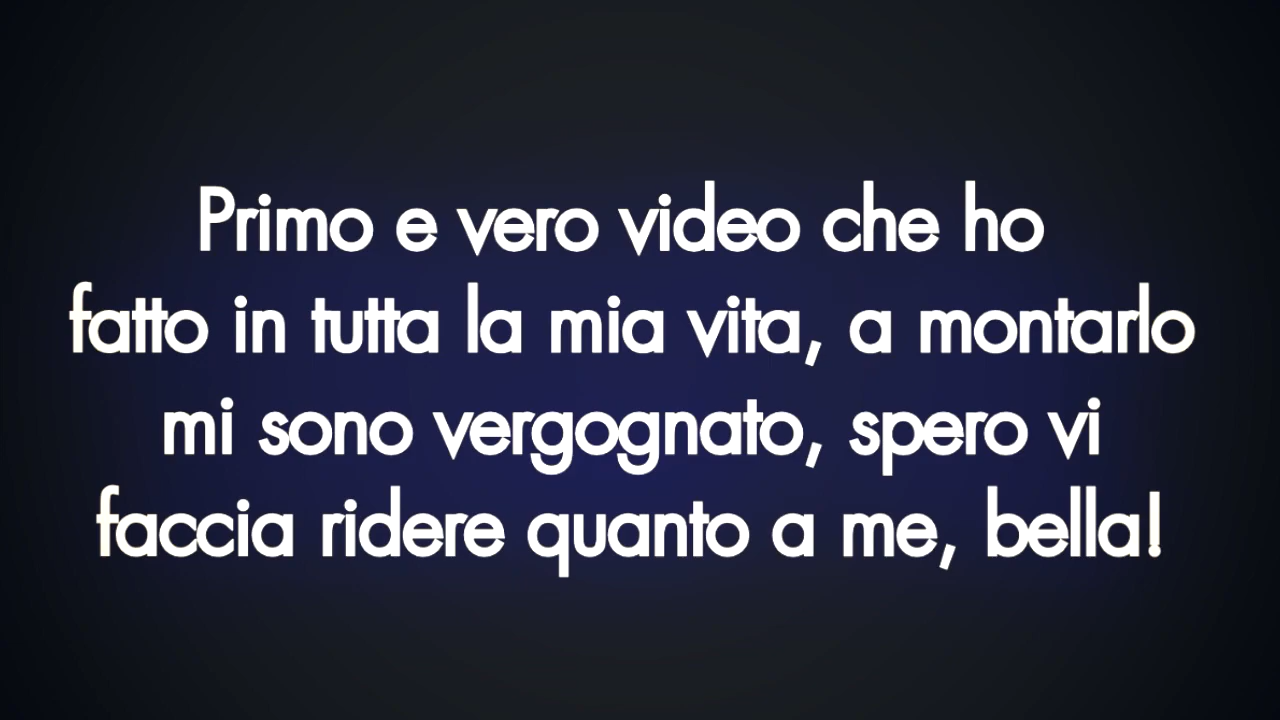 Primo e vero video che ho
fatto in tutta la mia vita, a montarlo
mi sono vergognato, spero vi
faccia ridere quanto a me, bella!